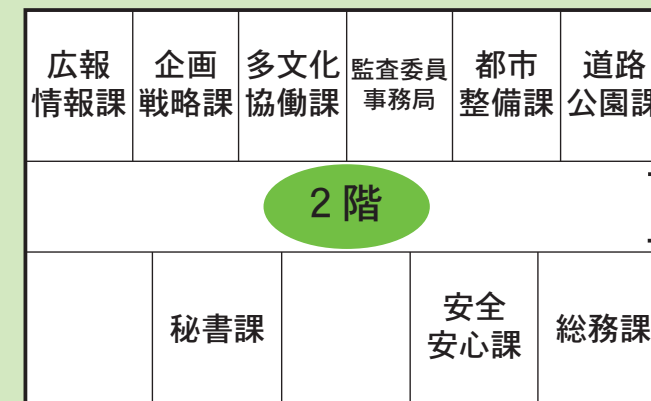 広報
情報課
企画
戦略課
多文化
協働課
監査委員
事務局
都市
整備課
道路
公園課
2階
秘書課
安全
安心課
総務課